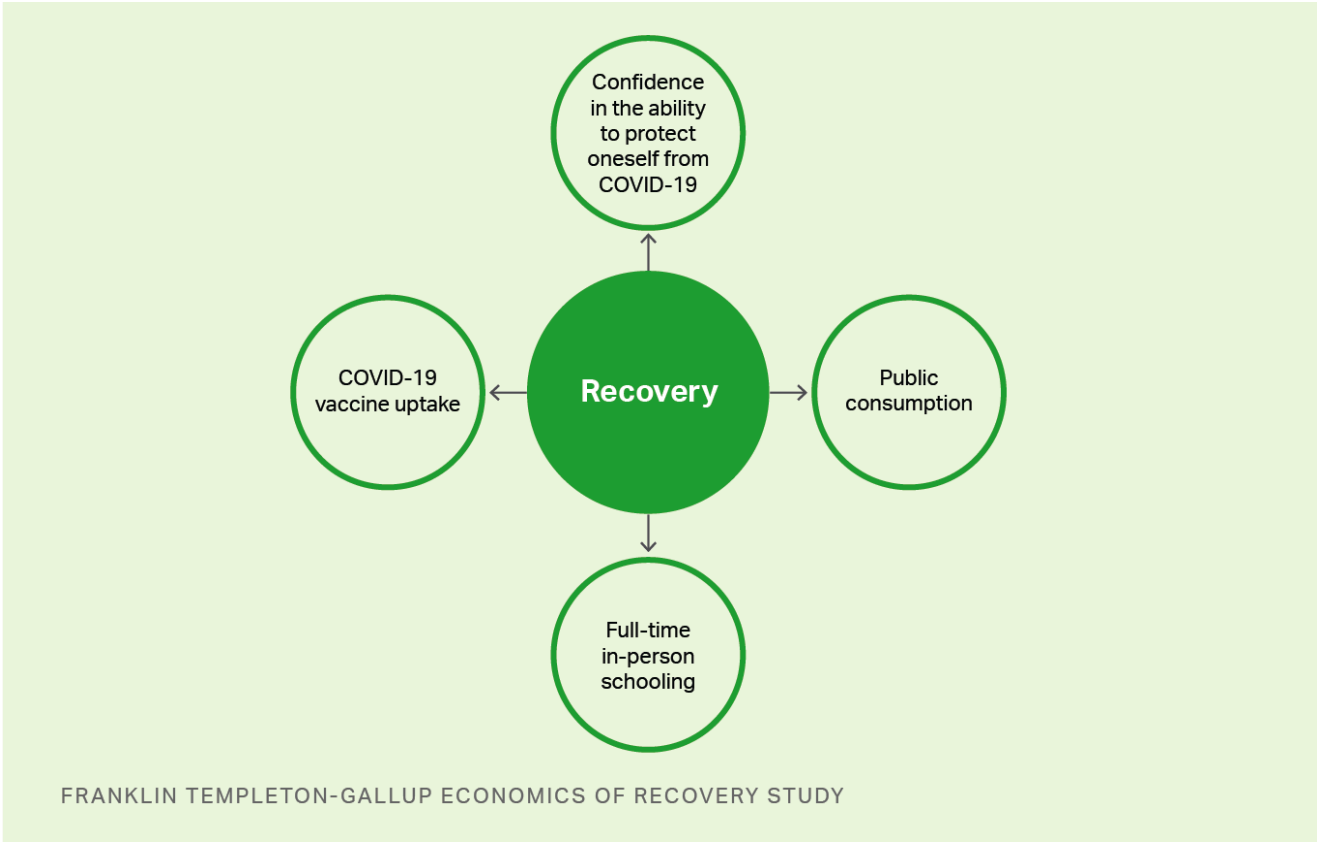 Confidence
in the ability
to protect
oneself from
COVID-19
COVID-19
vaccine uptake
Recovery
Public
consumption
Full-time
in-person
schooling
FRANKLIN TEMPLETON-GALLUP ECONOMICS OF RECOVERY STUDY